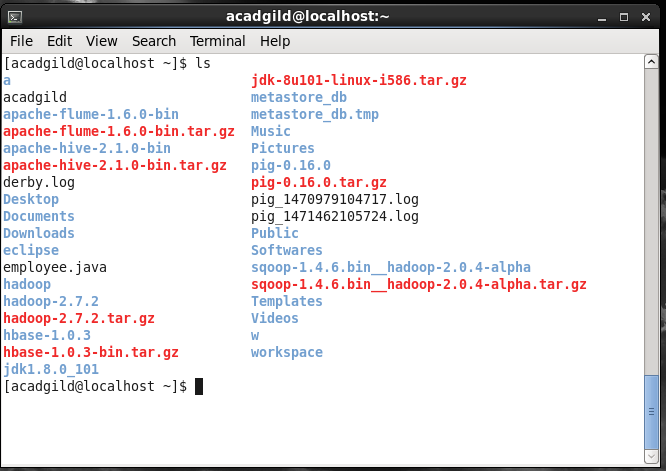 acadgild@localhost:~
File Edit View Search Terminal Help
[acadgild@localhost ~]$ ls
a jdk-8u101-linux-i586.tar.gz
acadgild metastore_db
apache-flume-1.6.0-bin metastore_db.tmp
apache-flume-1.6.0-bin.tar.gz Music
apache-hive-2.1.0-bin Pictures
apache-hive-2.1.0-bin.tar.gz pig-0.16.0
derby.log pig-0.16.0.tar.gz
Desktop pig_1470979104717.log
Documents pig_1471462105724.log
Downloads Public
eclipse Softwares
employee.java sqoop-1.4.6.bin__hadoop-2.0.4-alpha
hadoop sqoop-1.4.6.bin__hadoop-2.0.4-alpha.tar.gz
hadoop-2.7.2 Templates
hadoop-2.7.2.tar.gz Videos
hbase-1.0.3 w
hbase-1.0.3-bin.tar.gz workspace
jdk1.8.0_101
[acadgild@localhost ~]$